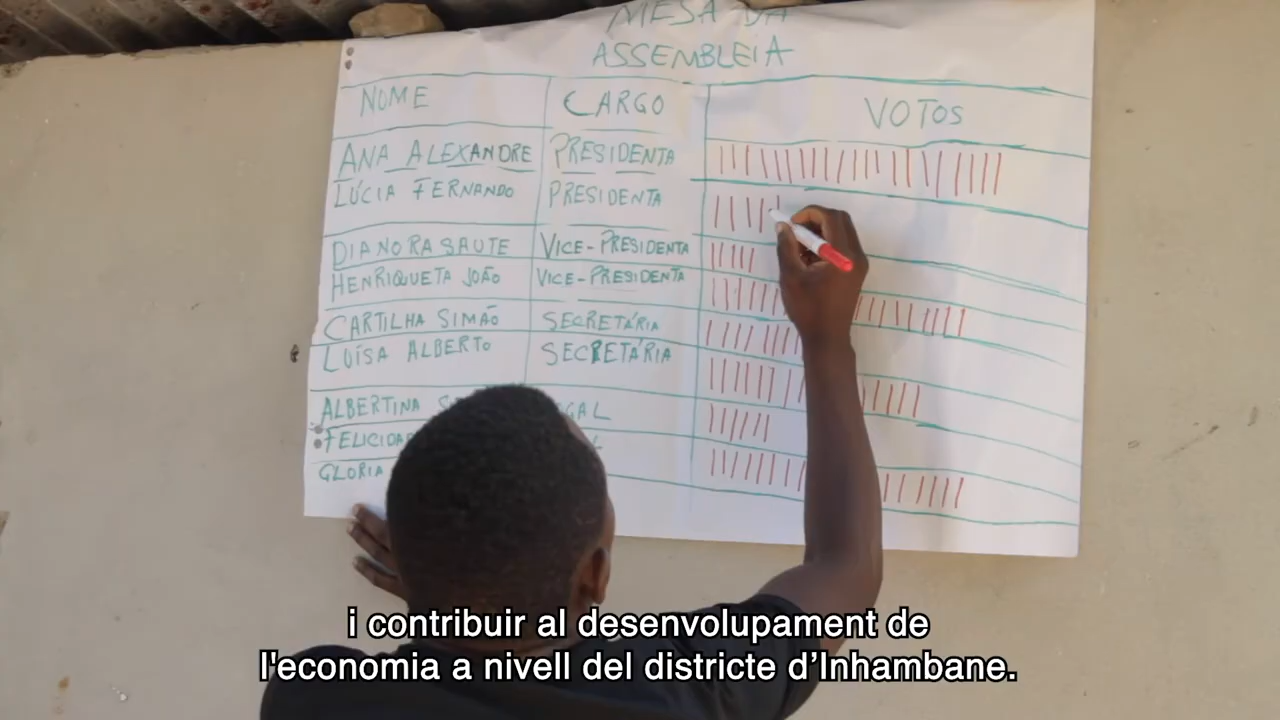 MESA DA
ASSEMBLEIA
NOME CARGO VOTOS
ANA ALEXANDRE PRESIDENTA
LÚCIA FERNANDO PRESIDENTA
DIANORA SAUTE VICE-PRESIDENTA
HENRIQUETA JOÃO VICE-PRESIDENTA
CARTILHA SIMÃO SECRETÁRIA
LUÍSA ALBERTO SECRETÁRIA
ALBERTINA
GLORIA
i contribuir al desenvolupament de
l'economia a nivell del districte d’Inhambane.